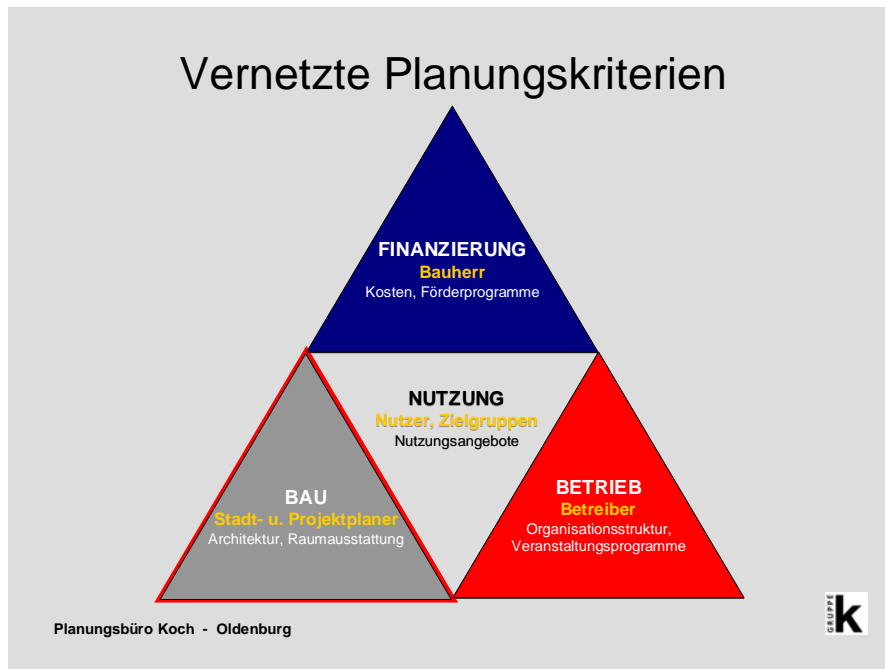 Vernetzte Planungskriterien
FINANZIERUNG
Bauherr
Kosten, Förderprogramme
NUTZUNG
Nutzer, Zielgruppen
Nutzungsangebote
BAU
Stadt- u. Projektplaner
Architektur, Raumausstattung
BETRIEB
Betreiber
Organisationsstruktur,
Veranstaltungsprogramme
Planungsbüro Koch - Oldenburg
GRUPPE
k